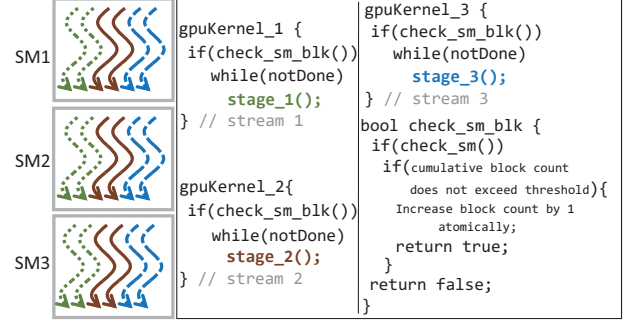 SM1
SM2
SM3
gpuKernel_1 {
if(check_sm_blk())
while(notDone)
stage_1();
} // stream 1
gpuKernel_2{
if(check_sm_blk())
while(notDone)
stage_2();
} // stream 2
gpuKernel_3 {
if(check_sm_blk())
while(notDone)
stage_3();
} // stream 3
bool check_sm_blk {
if(check_sm())
if(cumulative block count
does not exceed threshold){
Increase block count by 1
atomically;
return true;
}
return false;
}